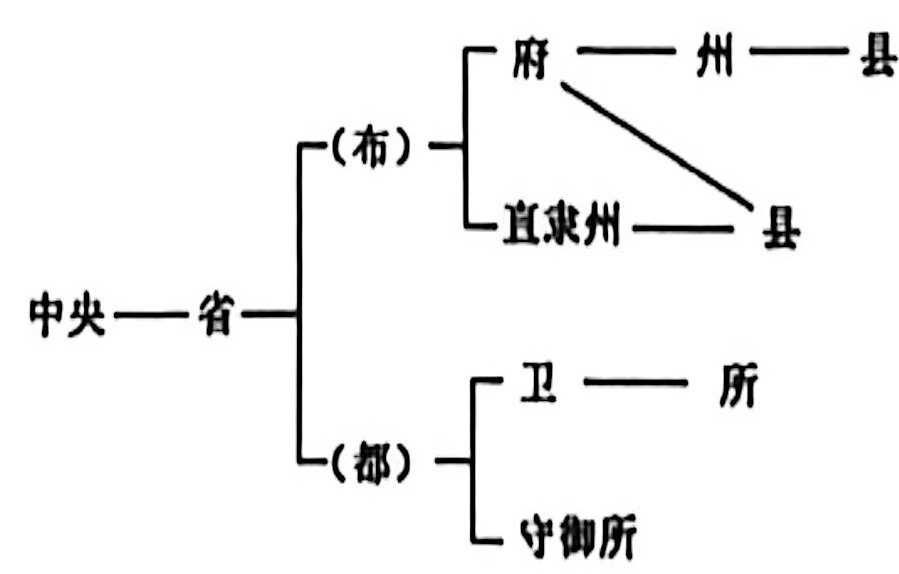 府 州 县
(布)
直隶州 县
中央 省
卫 所
(都)
守御所